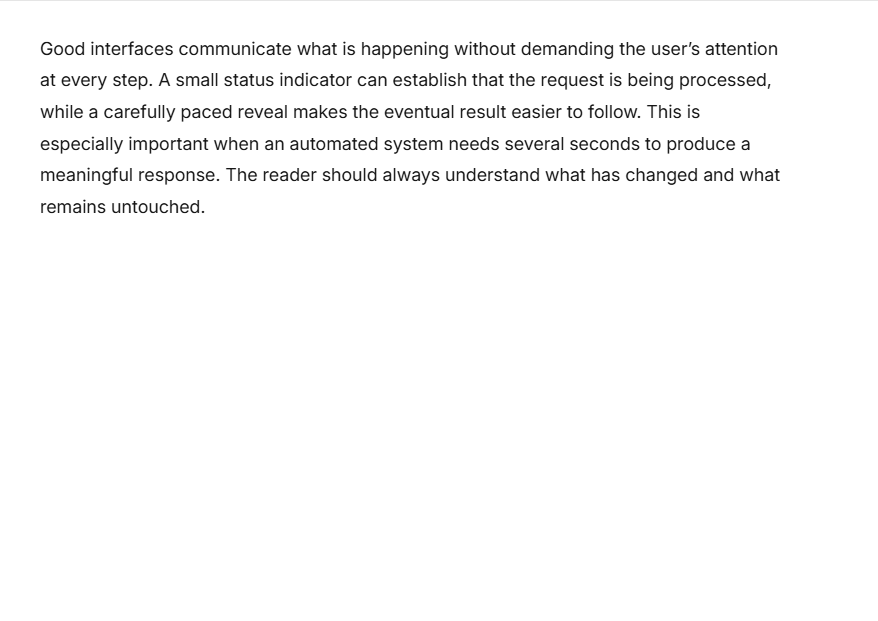 Good interfaces communicate what is happening without demanding the user’s attention
at every step. A small status indicator can establish that the request is being processed,
while a carefully paced reveal makes the eventual result easier to follow. This is
especially important when an automated system needs several seconds to produce a
meaningful response. The reader should always understand what has changed and what
remains untouched.